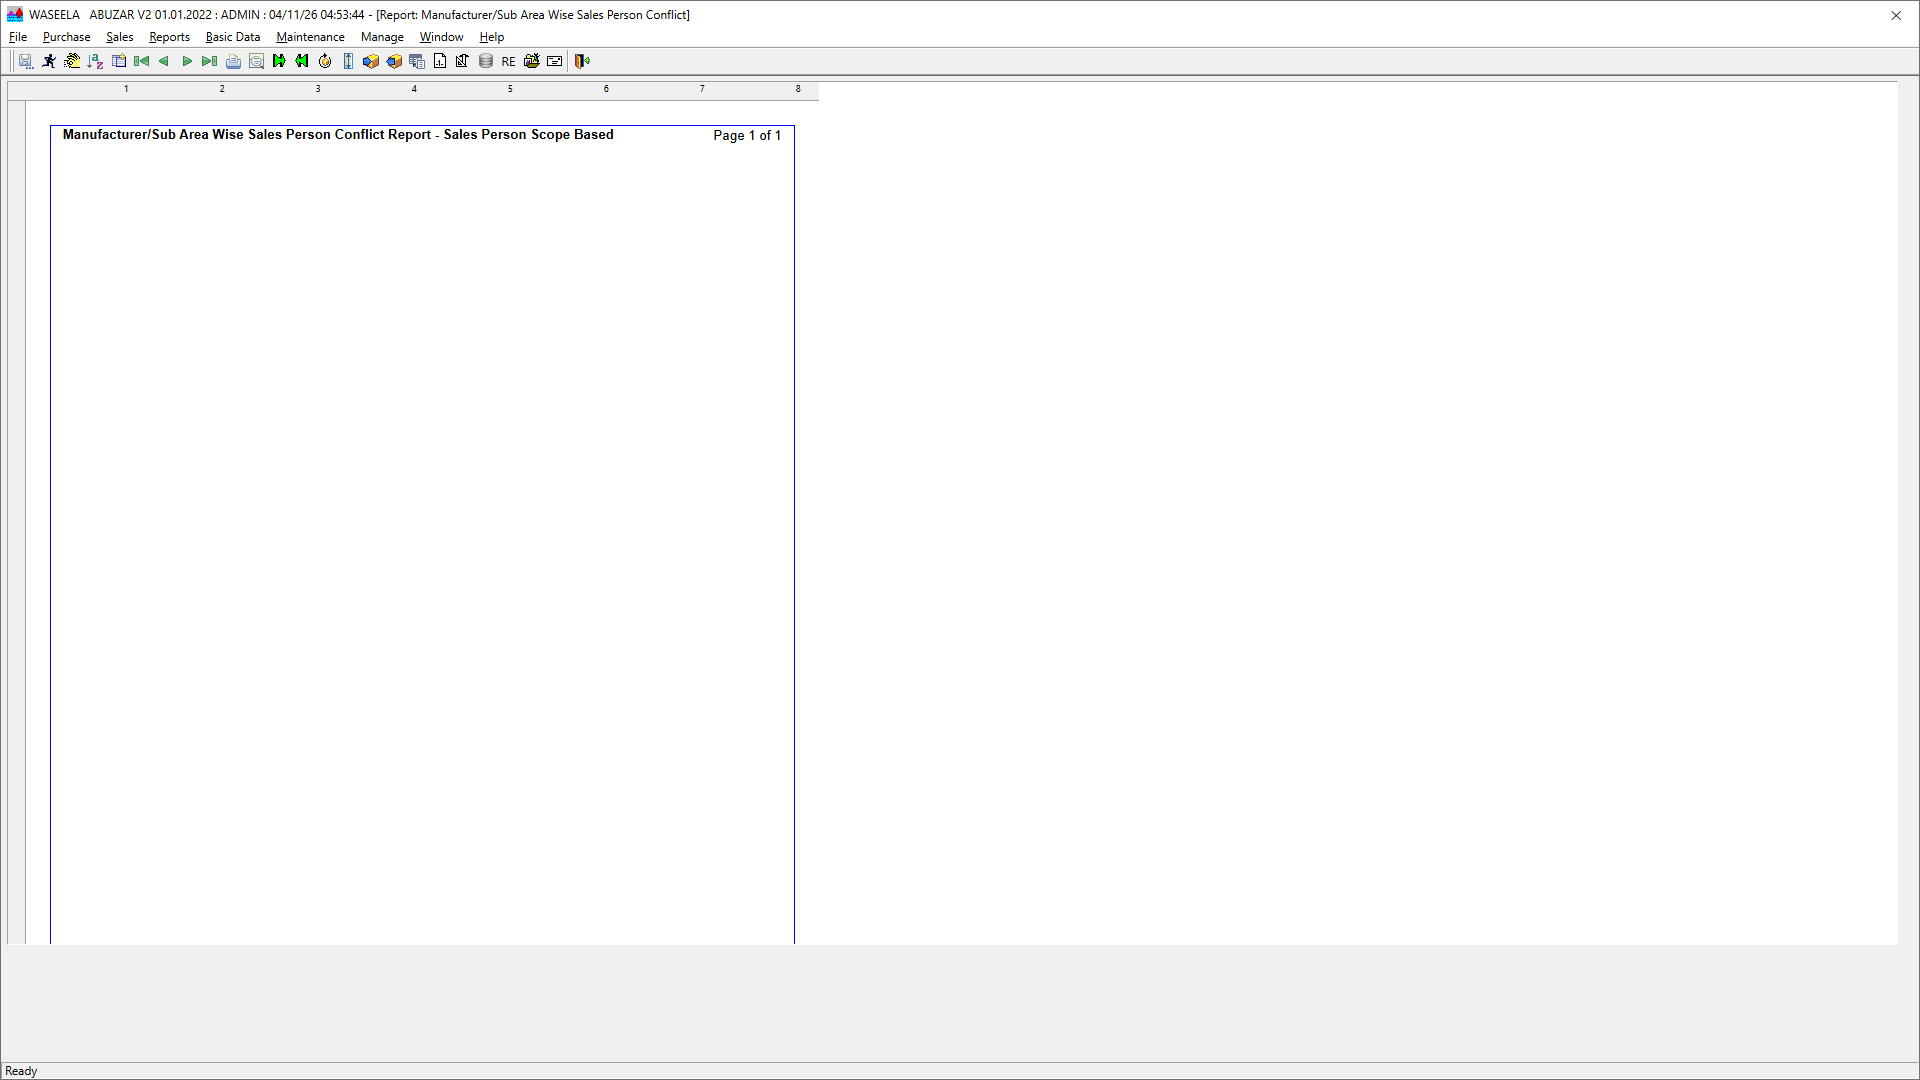 WASEELA   ABUZAR V2 01.01.2022 : ADMIN : 04/11/26 04:53:44 - [Report: Manufacturer/Sub Area Wise Sales Person Conflict]
File Purchase Sales Reports Basic Data Maintenance Manage Window Help
RE
1 2 3 4 5 6 7 8
Manufacturer/Sub Area Wise Sales Person Conflict Report - Sales Person Scope Based Page 1 of 1
Ready